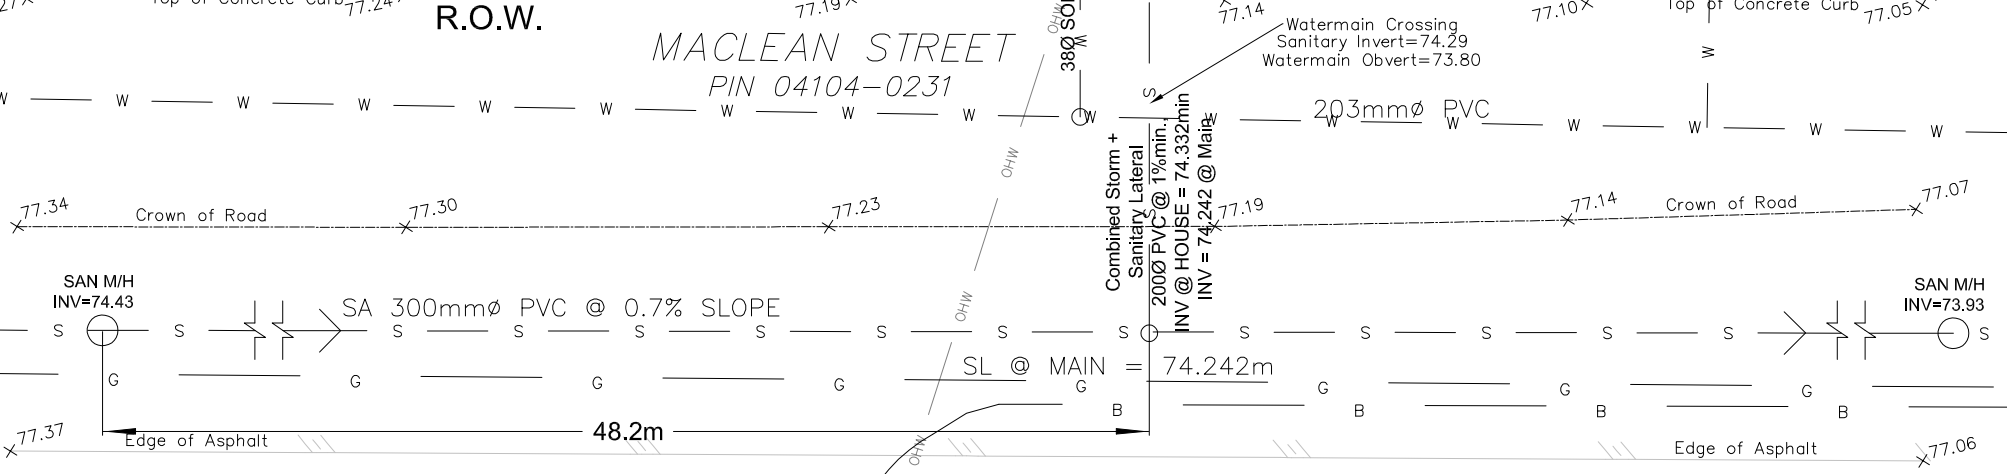 Top of Concrete Curb
77.24
R.O.W.
77.19
77.14
77.10
Top of Concrete Curb
77.05
MACLEAN STREET
PIN 04104-0231
OHW
W
Watermain Crossing
Sanitary Invert=74.29
Watermain Obvert=73.80
W
W W W W W W W W W W
203mmø PVC
W W W W W W W
S
OHW
Combined Storm +
Sanitary Lateral
200Ø PVC @ 1%min.
INV @ HOUSE = 74.332min
INV = 74.242 @ Main
S
77.34
Crown of Road
77.30
77.23
77.19
77.14
Crown of Road
77.07
SAN M/H
INV=74.43
SA 300mmø PVC @ 0.7% SLOPE
OHW
SAN M/H
INV=73.93
S S S S S S S S S S S S S S S S
SL @ MAIN = 74.242m
G G G G G G G G
B B B B
48.2m
77.37
Edge of Asphalt
OHW
Edge of Asphalt
77.06